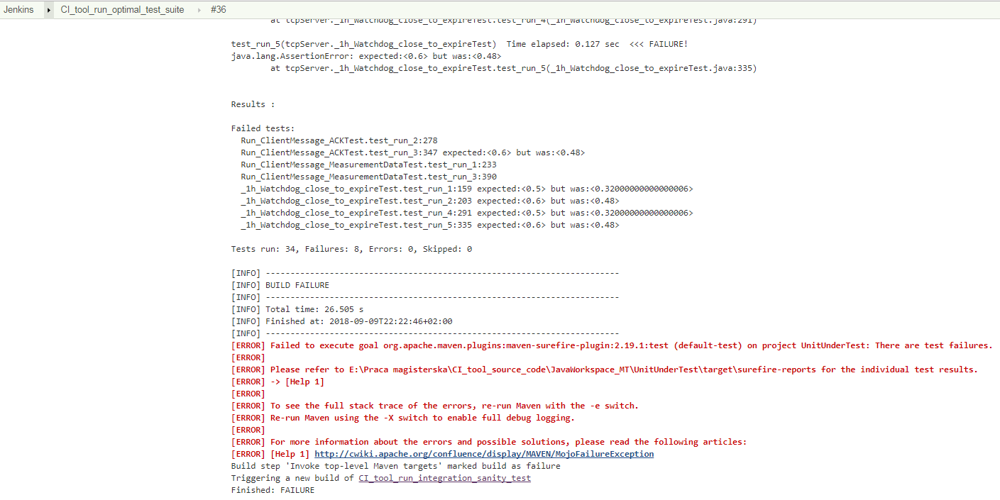 Jenkins ▸ CI_tool_run_optimal_test_suite ▸ #36
at tcpServer._1h_Watchdog_close_to_expireTest.test_run_4(_1h_Watchdog_close_to_expireTest.java:291)
test_run_5(tcpServer._1h_Watchdog_close_to_expireTest)  Time elapsed: 0.127 sec  <<< FAILURE!
java.lang.AssertionError: expected:<0.6> but was:<0.48>
at tcpServer._1h_Watchdog_close_to_expireTest.test_run_5(_1h_Watchdog_close_to_expireTest.java:335)
Results :
Failed tests:
Run_ClientMessage_ACKTest.test_run_2:278
Run_ClientMessage_ACKTest.test_run_3:347 expected:<0.6> but was:<0.48>
Run_ClientMessage_MeasurementDataTest.test_run_1:233
Run_ClientMessage_MeasurementDataTest.test_run_3:390
_1h_Watchdog_close_to_expireTest.test_run_1:159 expected:<0.5> but was:<0.32000000000000006>
_1h_Watchdog_close_to_expireTest.test_run_2:203 expected:<0.6> but was:<0.48>
_1h_Watchdog_close_to_expireTest.test_run_4:291 expected:<0.5> but was:<0.32000000000000006>
_1h_Watchdog_close_to_expireTest.test_run_5:335 expected:<0.6> but was:<0.48>
Tests run: 34, Failures: 8, Errors: 0, Skipped: 0
[INFO] ------------------------------------------------------------------------
[INFO] BUILD FAILURE
[INFO] ------------------------------------------------------------------------
[INFO] Total time: 26.505 s
[INFO] Finished at: 2018-09-09T22:22:46+02:00
[INFO] ------------------------------------------------------------------------
[ERROR] Failed to execute goal org.apache.maven.plugins:maven-surefire-plugin:2.19.1:test (default-test) on project UnitUnderTest: There are test failures.
[ERROR]
[ERROR] Please refer to E:\Praca magisterska\CI_tool_source_code\JavaWorkspace_MT\UnitUnderTest\target\surefire-reports for the individual test results.
[ERROR] -> [Help 1]
[ERROR]
[ERROR] To see the full stack trace of the errors, re-run Maven with the -e switch.
[ERROR] Re-run Maven using the -X switch to enable full debug logging.
[ERROR]
[ERROR] For more information about the errors and possible solutions, please read the following articles:
[ERROR] [Help 1] http://cwiki.apache.org/confluence/display/MAVEN/MojoFailureException
Build step 'Invoke top-level Maven targets' marked build as failure
Triggering a new build of CI_tool_run_integration_sanity_test
Finished: FAILURE